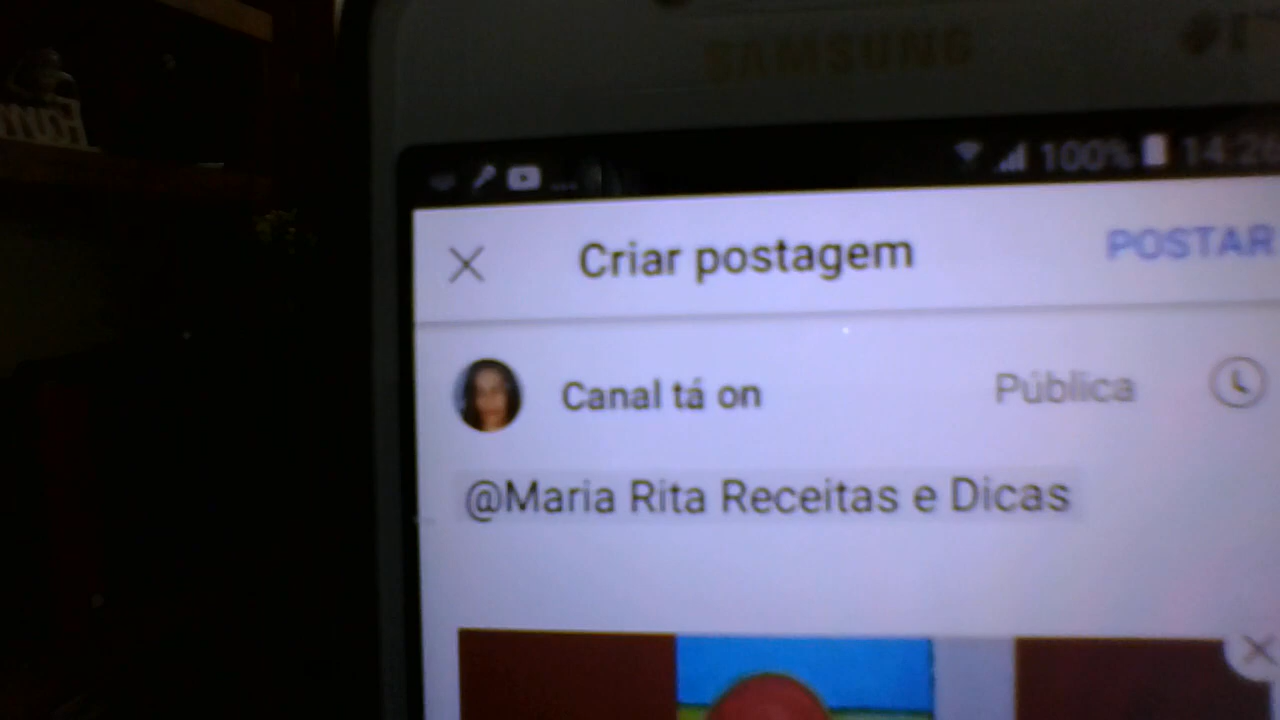 SAMSUNG
... 100% 14:26
Criar postagem POSTAR
Canal tá on Pública
@Maria Rita Receitas e Dicas